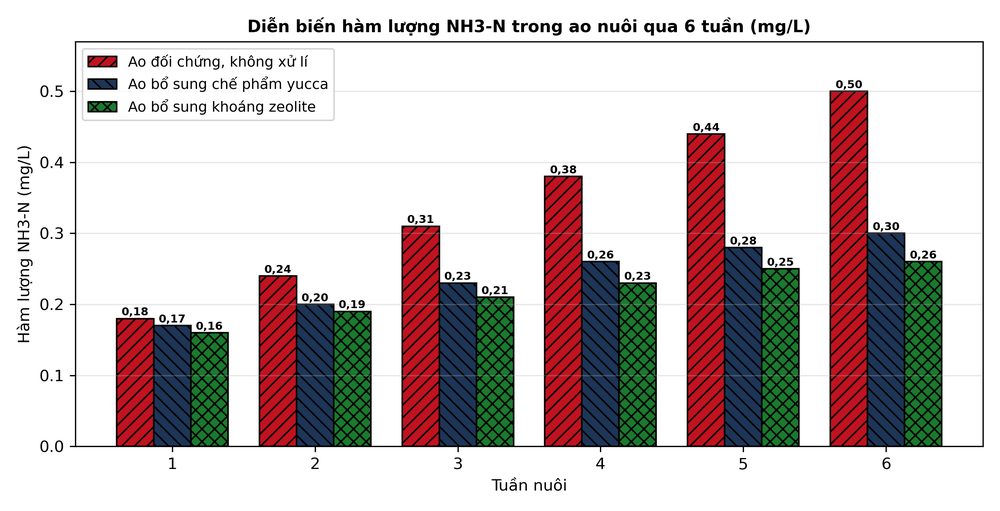 Diễn biến hàm lượng NH3-N trong ao nuôi qua 6 tuần (mg/L)
Ao đối chứng, không xử lí
Ao bổ sung chế phẩm yucca
Ao bổ sung khoáng zeolite
Hàm lượng NH3-N (mg/L)
0.5
0.4
0.3
0.2
0.1
0.0
0,18 0,17 0,16
0,24 0,20 0,19
0,31 0,23 0,21
0,38 0,26 0,23
0,44 0,28 0,25
0,50 0,30 0,26
1 2 3 4 5 6
Tuần nuôi